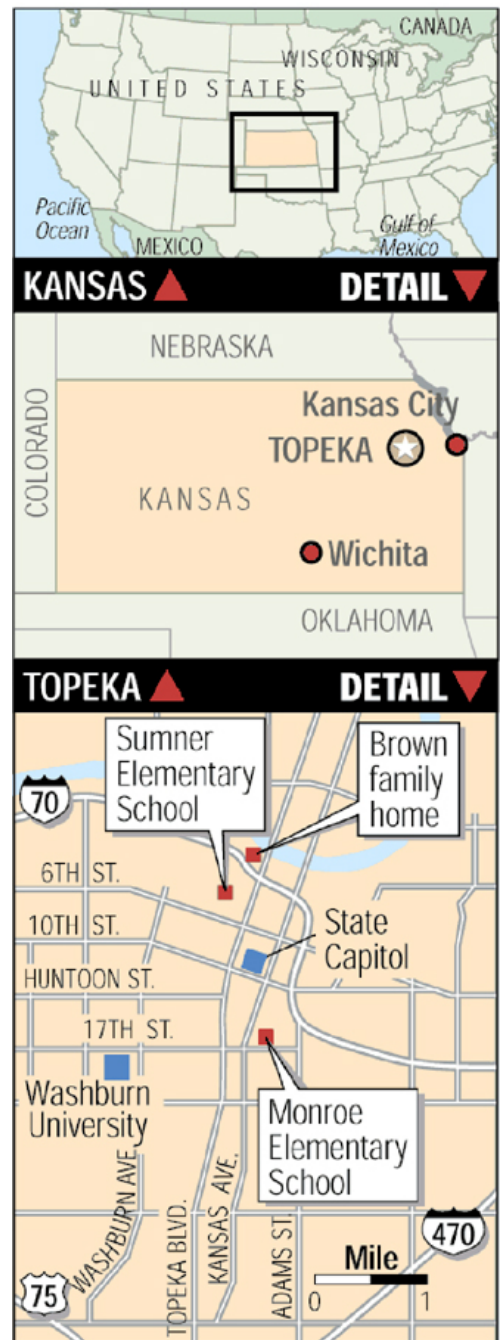 CANADA
WISCONSIN
UNITED STATES
Pacific
Ocean
Gulf of
Mexico
MEXICO
KANSAS DETAIL
NEBRASKA
COLORADO
Kansas City
TOPEKA
KANSAS
Wichita
OKLAHOMA
TOPEKA DETAIL
Sumner
Elementary
School
Brown
family
home
70
6TH ST.
10TH ST.
State
Capitol
HUNTOON ST.
17TH ST.
Washburn
University
Monroe
Elementary
School
WASHBURN AVE.
TOPEKA BLVD.
KANSAS AVE.
ADAMS ST.
470
Mile
0 1
75